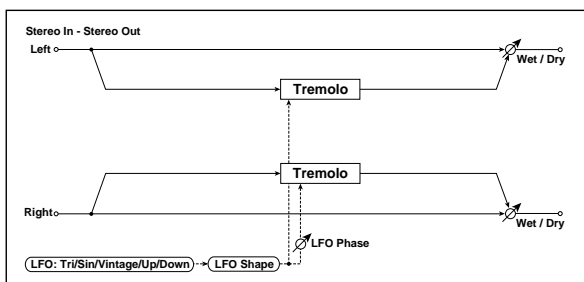 Stereo In - Stereo Out
Left
Wet / Dry
Tremolo
Tremolo
Right
Wet / Dry
LFO Phase
LFO: Tri/Sin/Vintage/Up/Down
LFO Shape